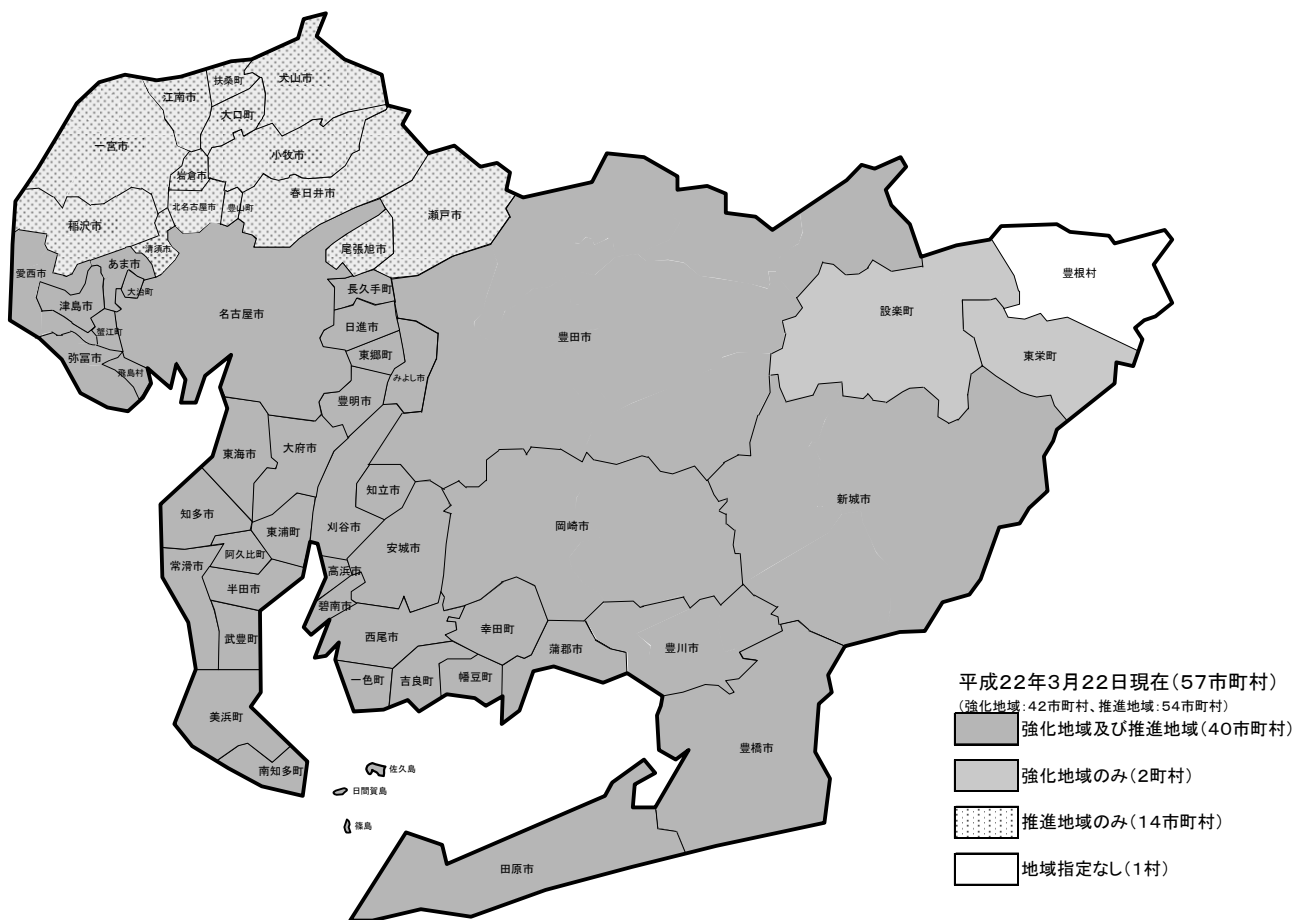 扶桑町
犬山市
江南市
大口町
一宮市
小牧市
岩倉市
春日井市
北名古屋市
豊山町
瀬戸市
稲沢市
清須市
尾張旭市
あま市
愛西市
大治町
長久手町
豊根村
津島市
名古屋市
設楽町
蟹江町
日進市
豊田市
弥冨市
東郷町
東栄町
飛島村
みよし市
豊明市
東海市
大府市
知立市
新城市
知多市
刈谷市
岡崎市
東浦町
安城市
阿久比町
常滑市
高浜市
半田市
碧南市
武豊町
西尾市
幸田町
蒲郡市
豊川市
一色町
吉良町
幡豆町
美浜町
豊橋市
南知多町
佐久島
日間賀島
篠島
田原市
平成22年3月22日現在(57市町村)
(強化地域:42市町村、推進地域:54市町村)
強化地域及び推進地域(40市町村)
強化地域のみ(2町村)
推進地域のみ(14市町村)
地域指定なし(1村)